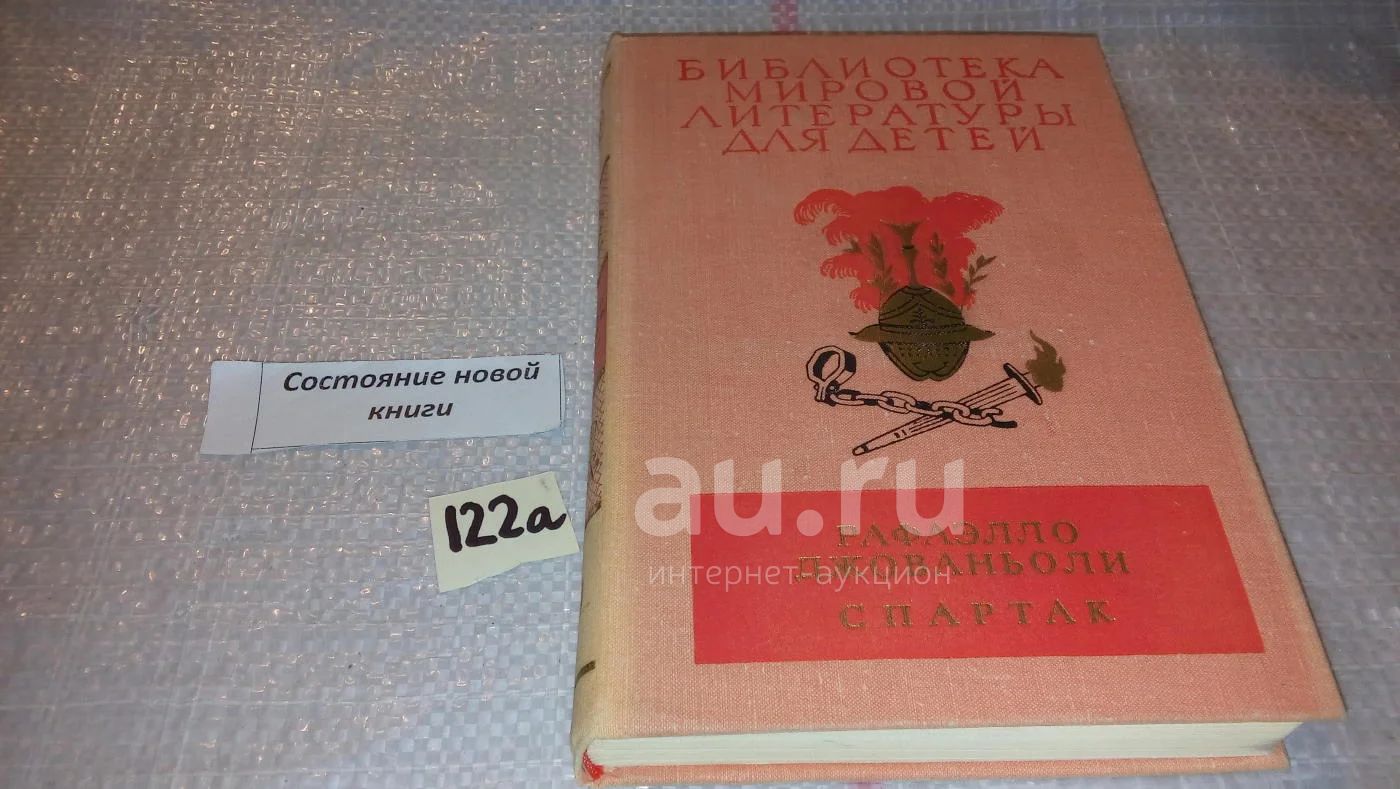 БИБЛИОТЕКА
МИРОВОЙ
ЛИТЕРАТУРЫ
ДЛЯ ДЕТЕЙ
Состояние новой
книги
122а
au.ru
интернет-аукцион
РАФАЭЛЛО
ДЖОВАНЬОЛИ
СПАРТАК